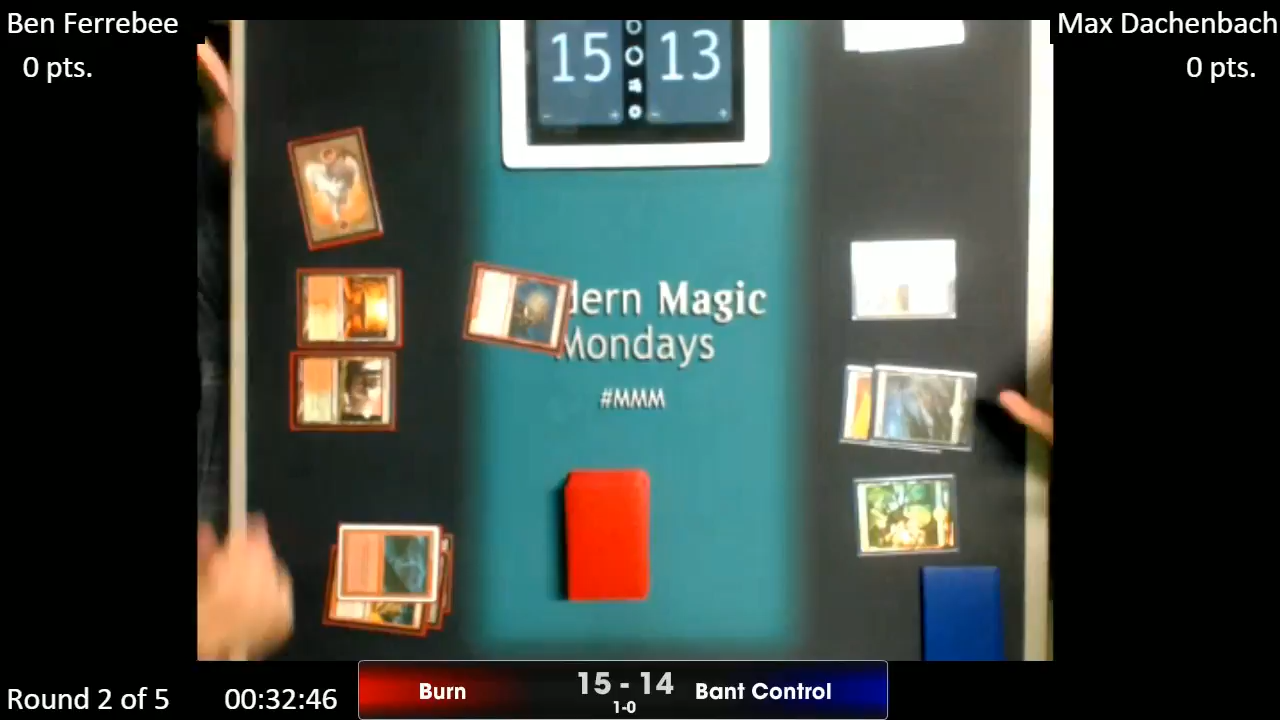 Ben Ferrebee
0 pts.
Max Dachenbach
0 pts.
15 13
dern Magic
Mondays
#MMM
Round 2 of 5 00:32:46
Burn 15 - 14 Bant Control
1-0